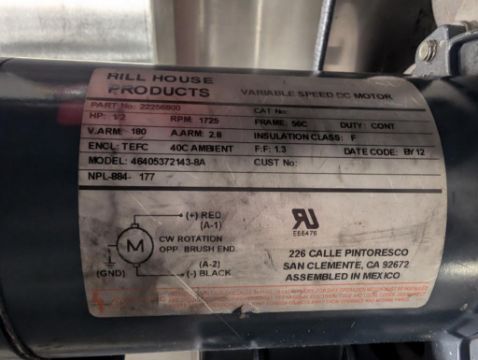 HILL HOUSE
PRODUCTS
VARIABLE SPEED DC MOTOR
PART No: 22256800 CAT No:
HP: 1/2 RPM: 1725 FRAME: 56C DUTY: CONT
V.ARM: 180 A.ARM: 2.8 INSULATION CLASS: F
ENCL: TEFC 40C AMBIENT F:F: 1.3 DATE CODE: BY12
MODEL: 46405372143-8A CUST No:
NPL-884- 177
(+) RED
(A-1)
M
CW ROTATION
OPP. BRUSH END
(A-2)
(GND) (-) BLACK
E56476
226 CALLE PINTORESCO
SAN CLEMENTE, CA 92672
ASSEMBLED IN MEXICO